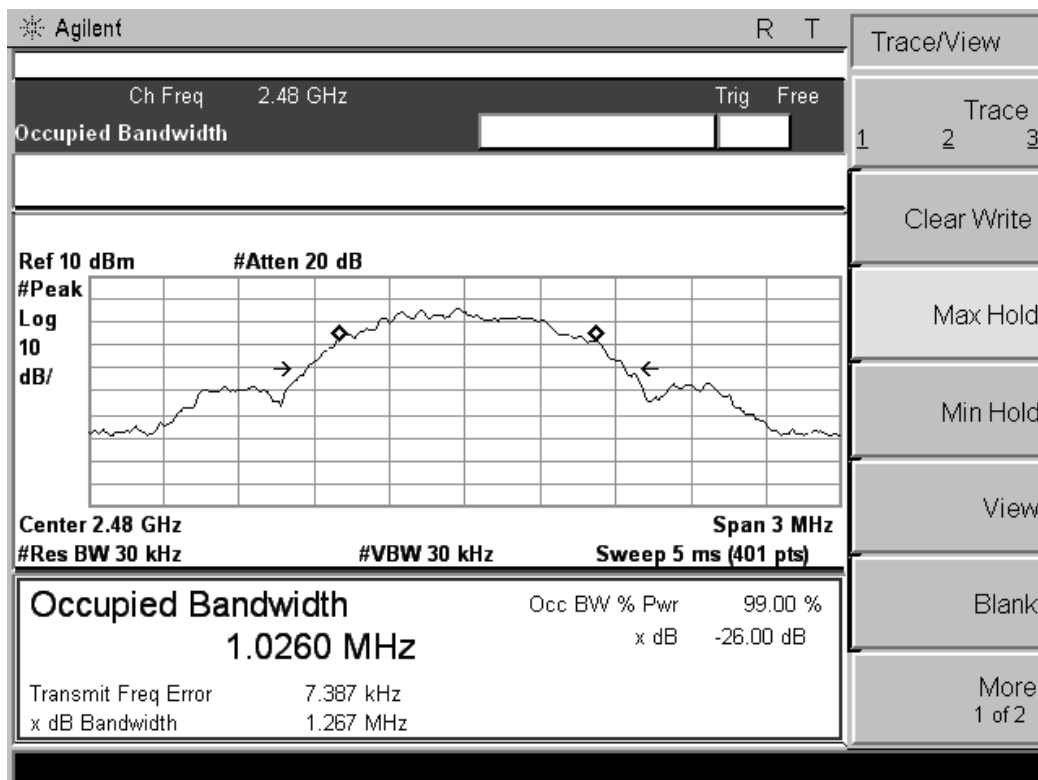 Agilent R T
Trace/View
Ch Freq 2.48 GHz Trig Free
Occupied Bandwidth
Trace
1 2 3
Clear Write
Ref 10 dBm #Atten 20 dB
#Peak
Log
10
dB/
Max Hold
Min Hold
View
Center 2.48 GHz Span 3 MHz
#Res BW 30 kHz #VBW 30 kHz Sweep 5 ms (401 pts)
Occupied Bandwidth Occ BW % Pwr 99.00 %
1.0260 MHz x dB -26.00 dB
Blank
Transmit Freq Error 7.387 kHz
x dB Bandwidth 1.267 MHz
More
1 of 2